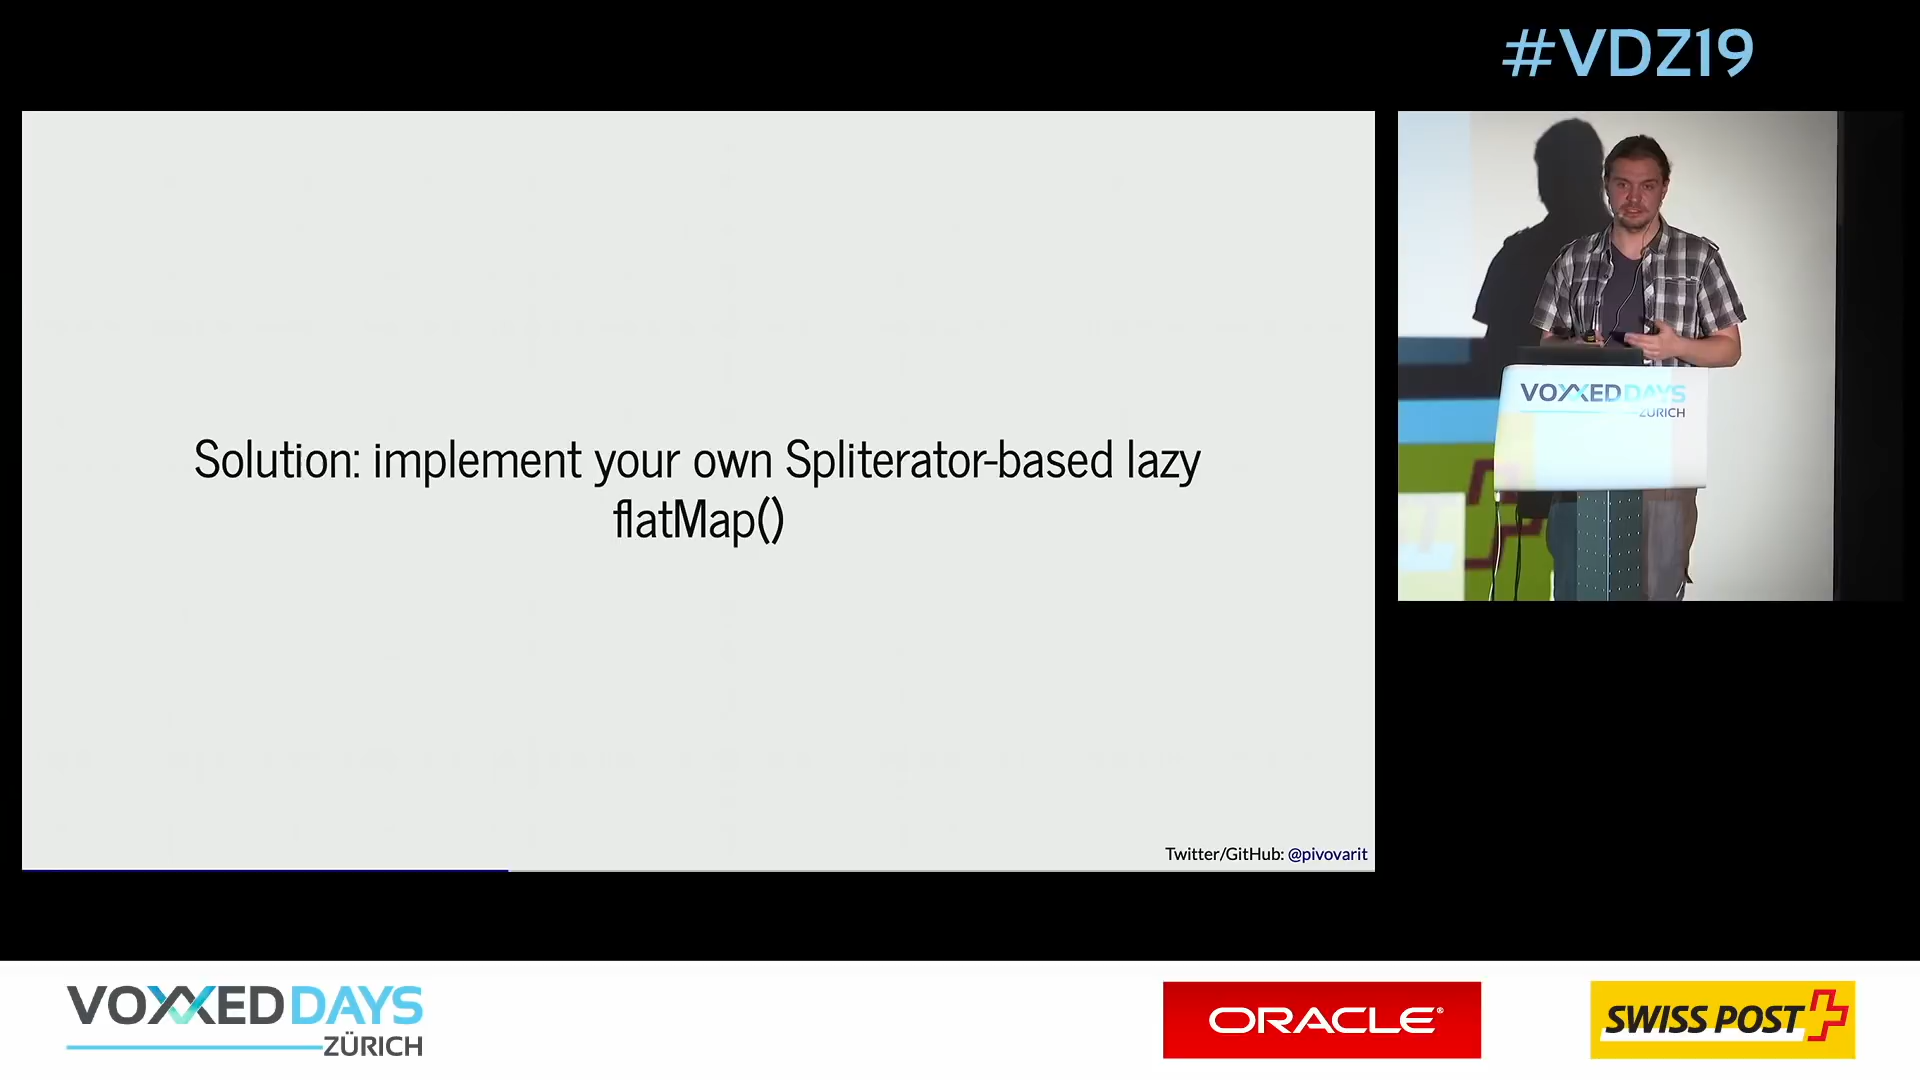 #VDZ19
Solution: implement your own Spliterator-based lazy
flatMap()
Twitter/GitHub: @pivovarit
VOXXED DAYS
ZÜRICH
VOXXED DAYS
ZÜRICH
ORACLE®
SWISS POST